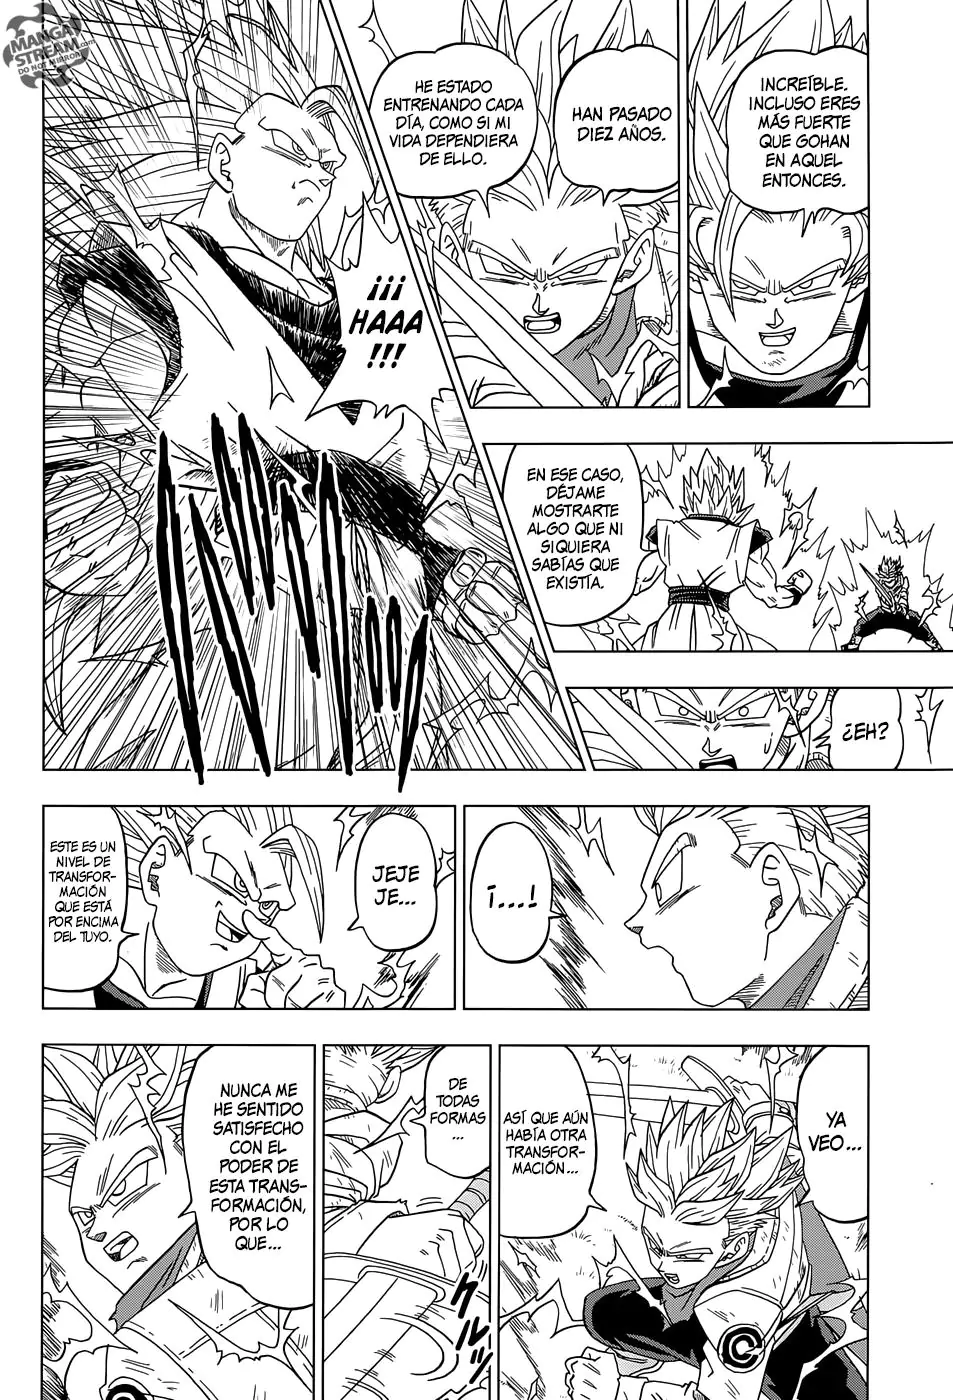 MANGA
STREAM.com
DO NOT MIRROR
INCREÍBLE.
INCLUSO ERES
MÁS FUERTE
QUE GOHAN
EN AQUEL
ENTONCES.
HAN PASADO
DIEZ AÑOS.
HE ESTADO
ENTRENANDO CADA
DÍA, COMO SI MI
VIDA DEPENDIERA
DE ELLO.
EN ESE CASO,
DÉJAME
MOSTRARTE
ALGO QUE NI
SIQUIERA
SABÍAS QUE
EXISTÍA.
¿EH?
¡¡¡
HAAA
!!!
¡...!
JEJE
JE...
ESTE ES UN
NIVEL DE
TRANSFOR-
MACIÓN
QUE ESTÁ
POR ENCIMA
DEL TUYO.
YA
VEO...
ASÍ QUE AÚN
HABÍA OTRA
TRANSFOR-
MACIÓN...
DE
TODAS
FORMAS
...
NUNCA ME
HE SENTIDO
SATISFECHO
CON EL
PODER DE
ESTA TRANS-
FORMACIÓN,
POR LO
QUE...